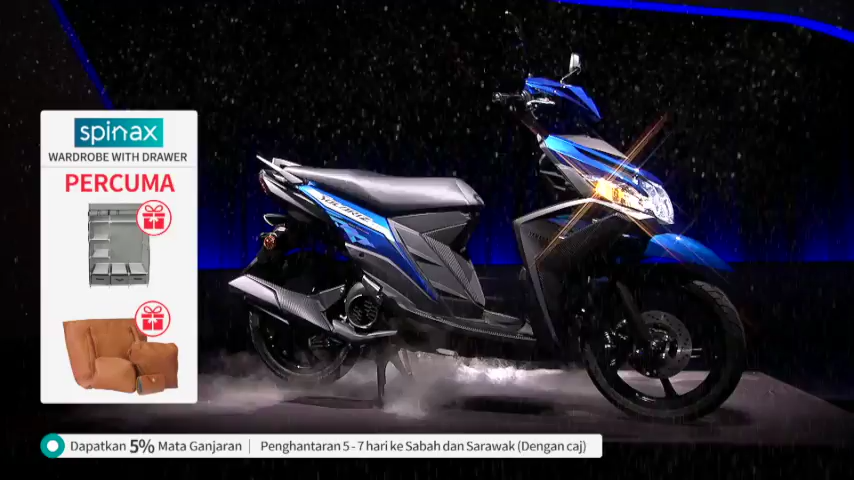 spinax
WARDROBE WITH DRAWER
PERCUMA
SOLARIZ
Dapatkan 5% Mata Ganjaran | Penghantaran 5 - 7 hari ke Sabah dan Sarawak (Dengan caj)